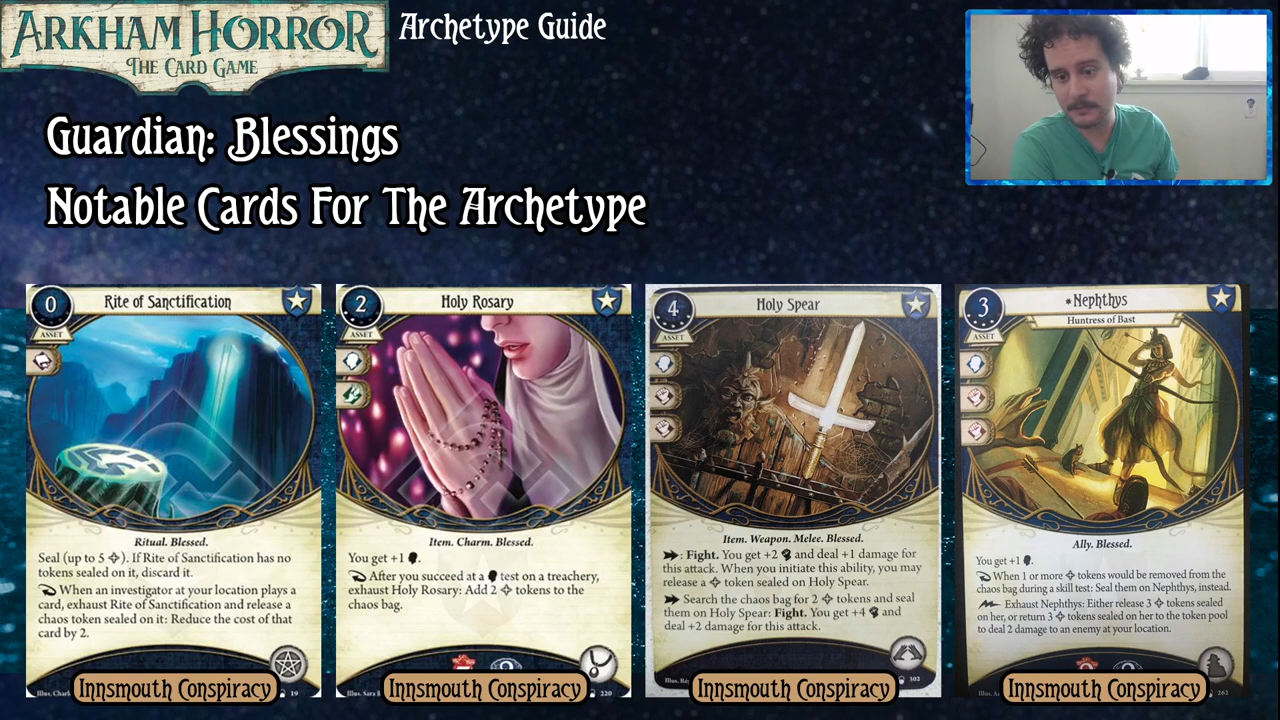 ARKHAM HORROR
THE CARD GAME
Archetype Guide
Guardian: Blessings
Notable Cards For The Archetype
0
Rite of Sanctification
ASSET
Ritual. Blessed.
Seal (up to 5 ). If Rite of Sanctification has no
tokens sealed on it, discard it.
When an investigator at your location plays a
card, exhaust Rite of Sanctification and release a
chaos token sealed on it: Reduce the cost of that
card by 2.
Innsmouth Conspiracy
19
2
Holy Rosary
ASSET
Item. Charm. Blessed.
You get +1 .
After you succeed at a test on a treachery,
exhaust Holy Rosary: Add 2 tokens to the
chaos bag.
Innsmouth Conspiracy
220
4
Holy Spear
ASSET
Item. Weapon. Melee. Blessed.
: Fight. You get +2 and deal +1 damage for
this attack. When you initiate this ability, you may
release a token sealed on Holy Spear.
Search the chaos bag for 2 tokens and seal
them on Holy Spear: Fight. You get +4 and
deal +2 damage for this attack.
Innsmouth Conspiracy
302
3
Nephthys
Huntress of Bast
ASSET
Ally. Blessed.
You get +1 .
When 1 or more tokens would be removed from the
chaos bag during a skill test: Seal them on Nephthys, instead.
Exhaust Nephthys: Either release 3 tokens sealed
on her, or return 3 tokens sealed on her to the token pool
to deal 2 damage to an enemy at your location.
Innsmouth Conspiracy
262